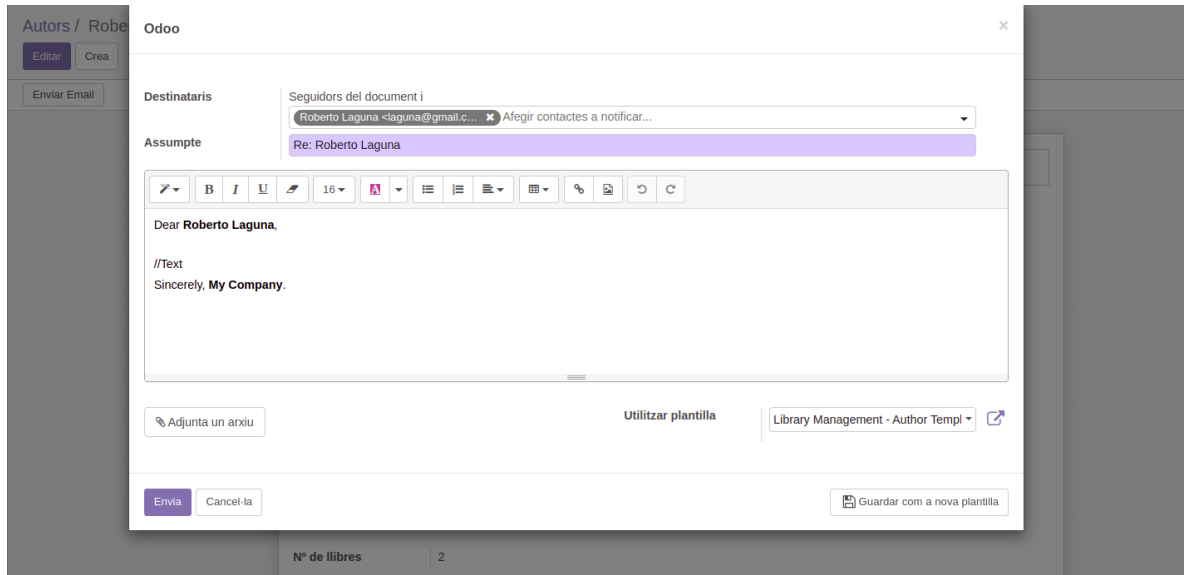 Autors / Robe
Editar
Crea
Enviar Email
Odoo
×
Destinataris
Seguidors del document i
Roberto Laguna <laguna@gmail.c... ✖ Afegir contactes a notificar...
Assumpte
Re: Roberto Laguna
B I U 16 A
Dear Roberto Laguna,
//Text
Sincerely, My Company.
Adjunta un arxiu
Utilitzar plantilla
Library Management - Author Templ
Envia
Cancel·la
Guardar com a nova plantilla
Nº de llibres
2